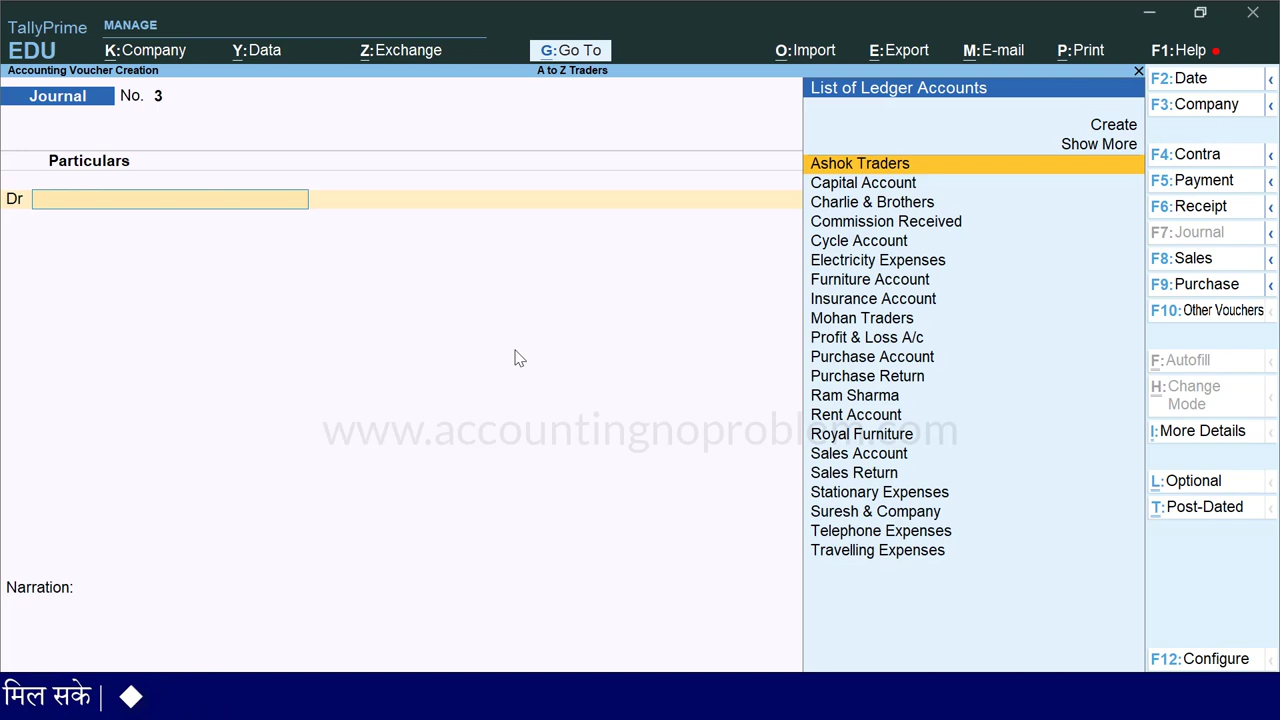 TallyPrime
EDU
MANAGE
K:Company Y:Data Z:Exchange G:Go To O:Import E:Export M:E-mail P:Print F1:Help
Accounting Voucher Creation A to Z Traders
Journal No. 3
Particulars
Dr
Narration:
List of Ledger Accounts
Create
Show More
Ashok Traders
Capital Account
Charlie & Brothers
Commission Received
Cycle Account
Electricity Expenses
Furniture Account
Insurance Account
Mohan Traders
Profit & Loss A/c
Purchase Account
Purchase Return
Ram Sharma
Rent Account
Royal Furniture
Sales Account
Sales Return
Stationary Expenses
Suresh & Company
Telephone Expenses
Travelling Expenses
F2:Date
F3:Company
F4:Contra
F5:Payment
F6:Receipt
F7:Journal
F8:Sales
F9:Purchase
F10:Other Vouchers
F:Autofill
H:Change
Mode
I:More Details
L:Optional
T:Post-Dated
F12:Configure
www.accountingnoproblem.com
मिल सके |